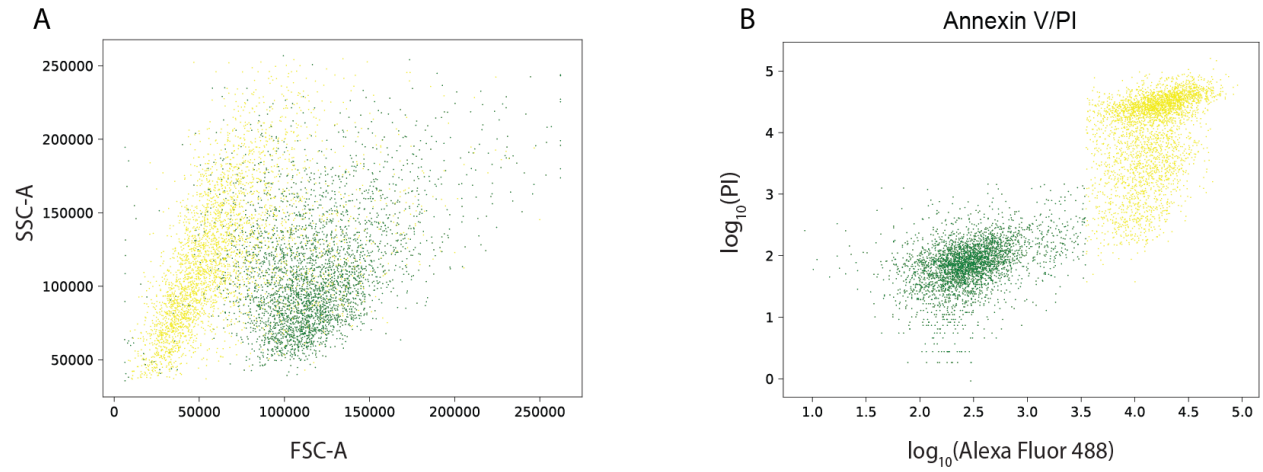 A
250000
200000
150000
100000
50000
SSC-A
0 50000 100000 150000 200000 250000
FSC-A
B
Annexin V/PI
5
4
3
2
1
0
log10(PI)
1.0 1.5 2.0 2.5 3.0 3.5 4.0 4.5 5.0
log10(Alexa Fluor 488)